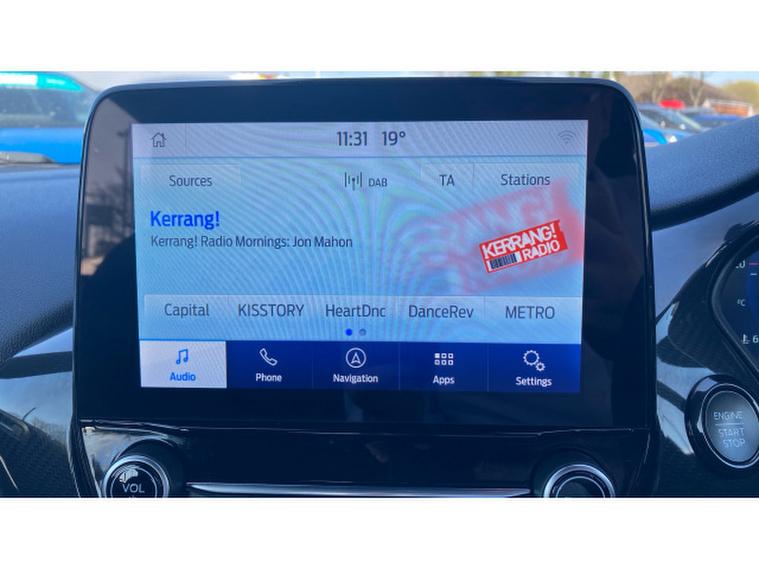 11:31 19°
Sources DAB TA Stations
Kerrang!
Kerrang! Radio Mornings: Jon Mahon
KERRANG!
RADIO
Capital KISSTORY HeartDnc DanceRev METRO
Audio Phone Navigation Apps Settings
ENGINE
START
STOP
VOL